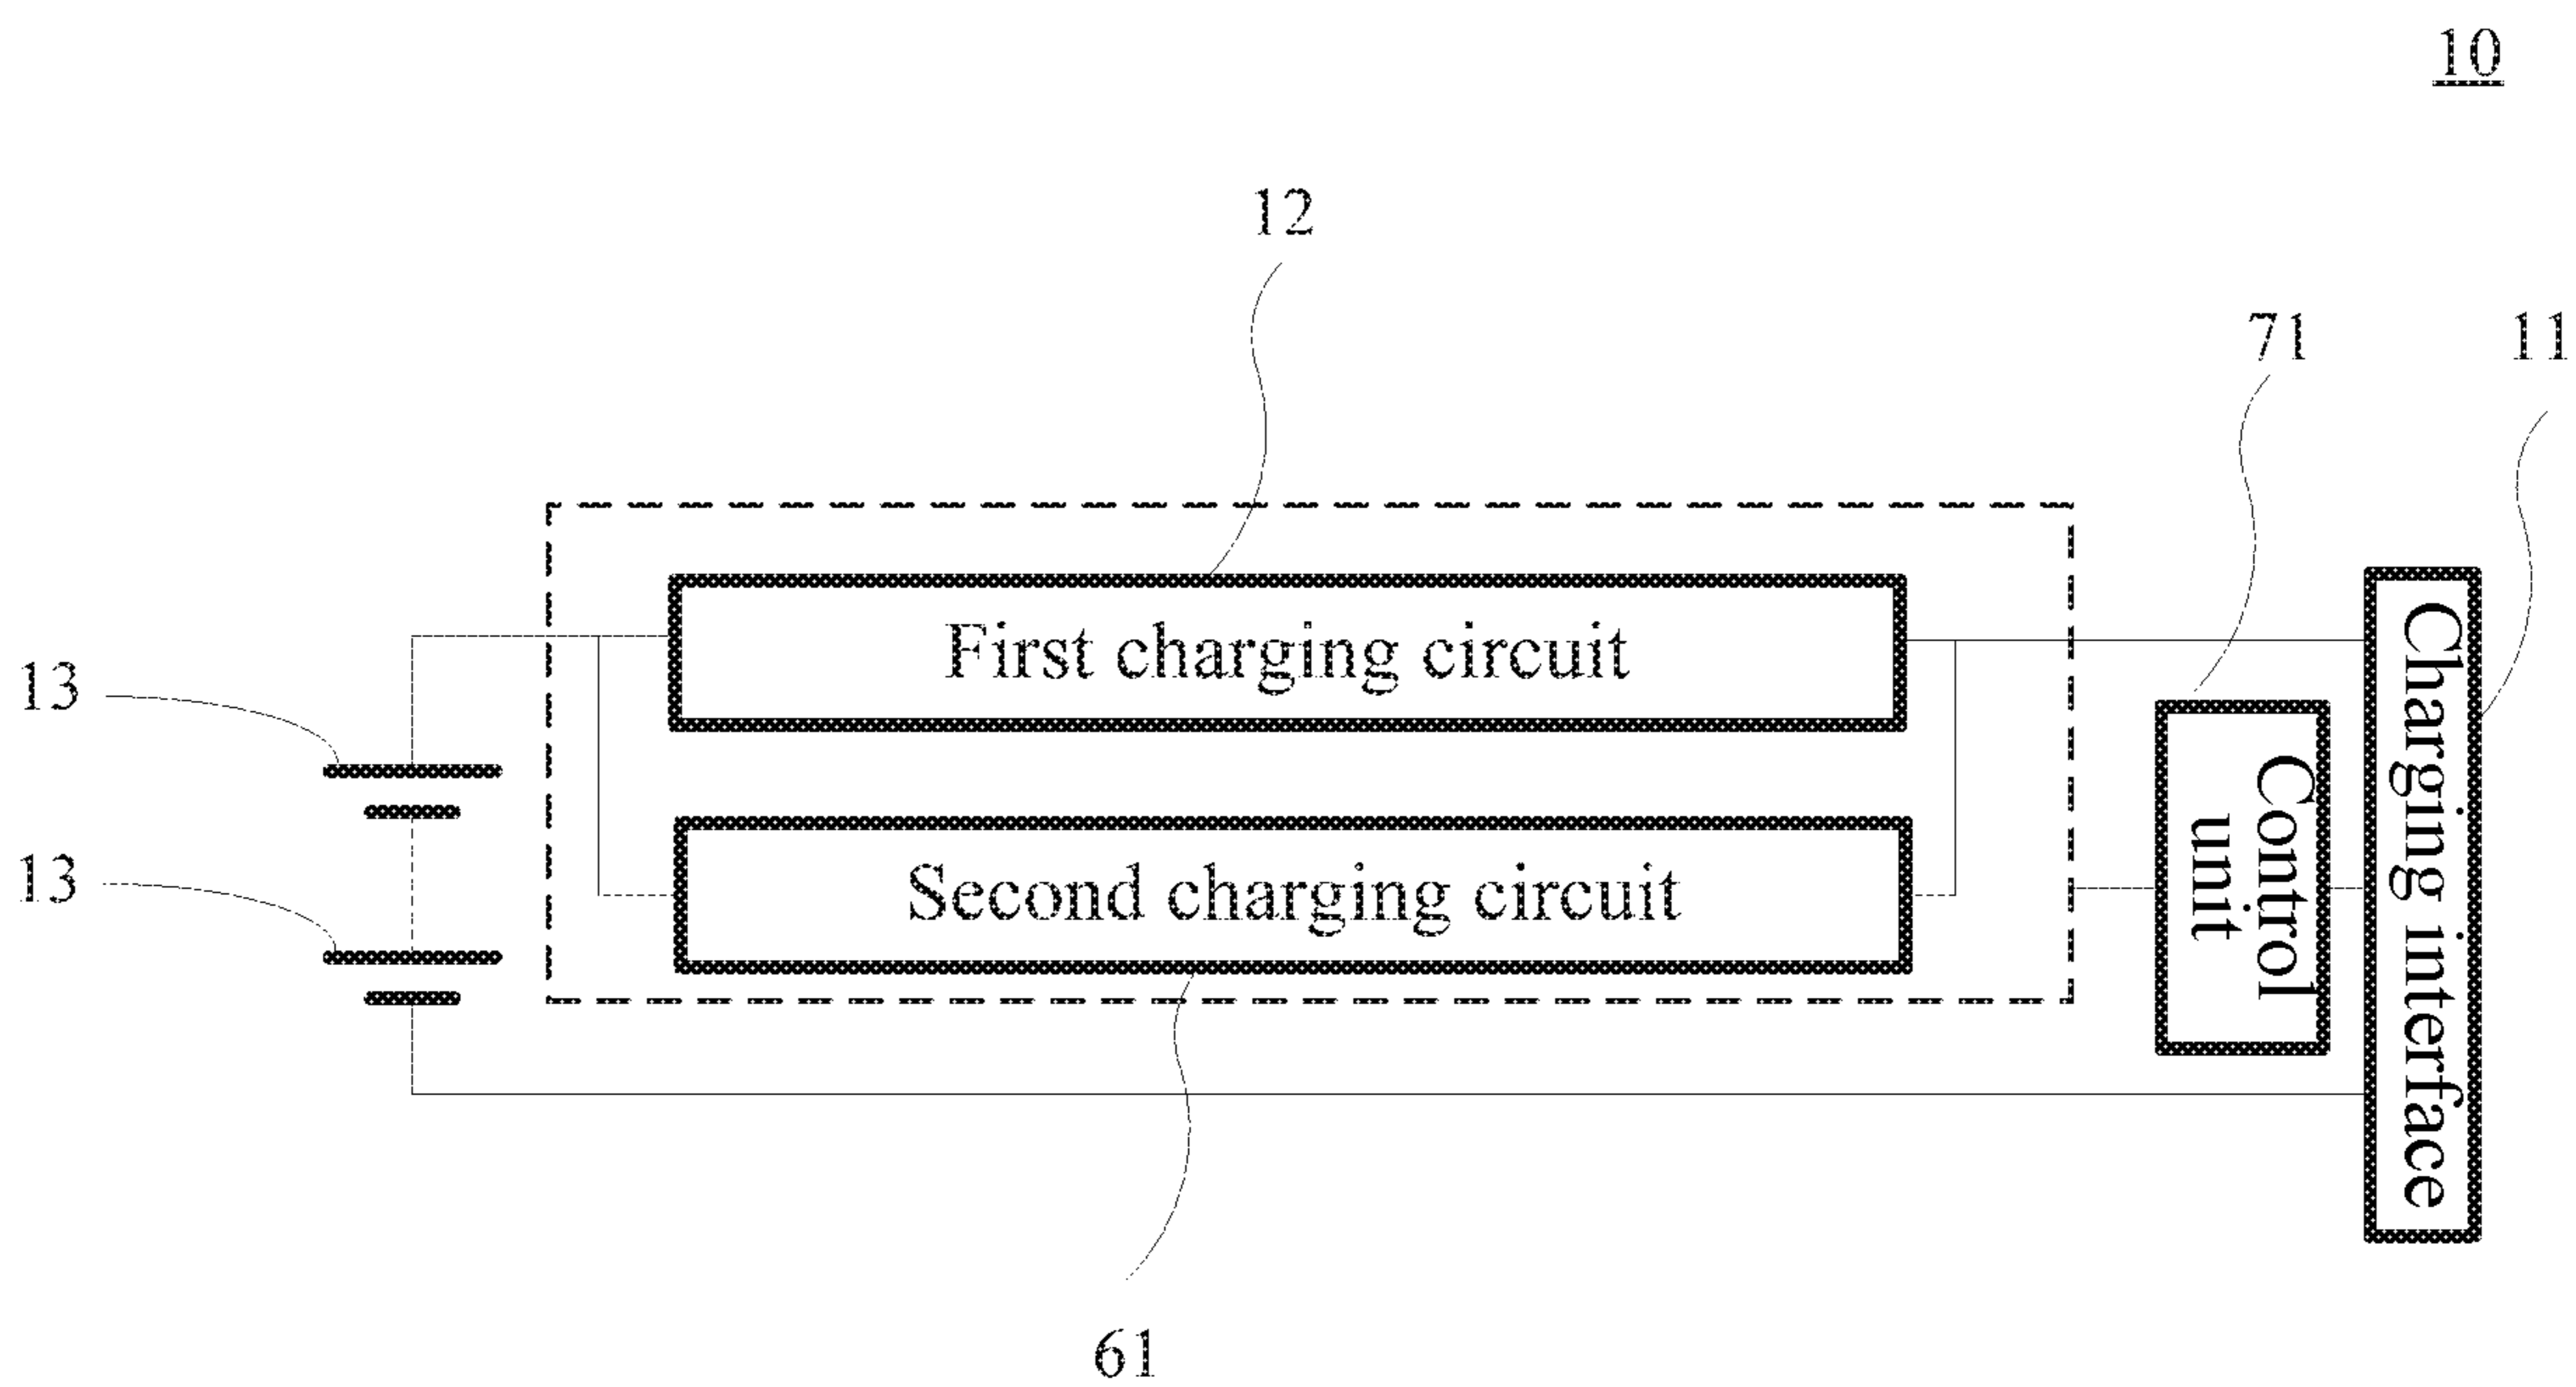 10
12
71
11
First charging circuit
13
Second charging circuit
13
Control
unit
Charging interface
61